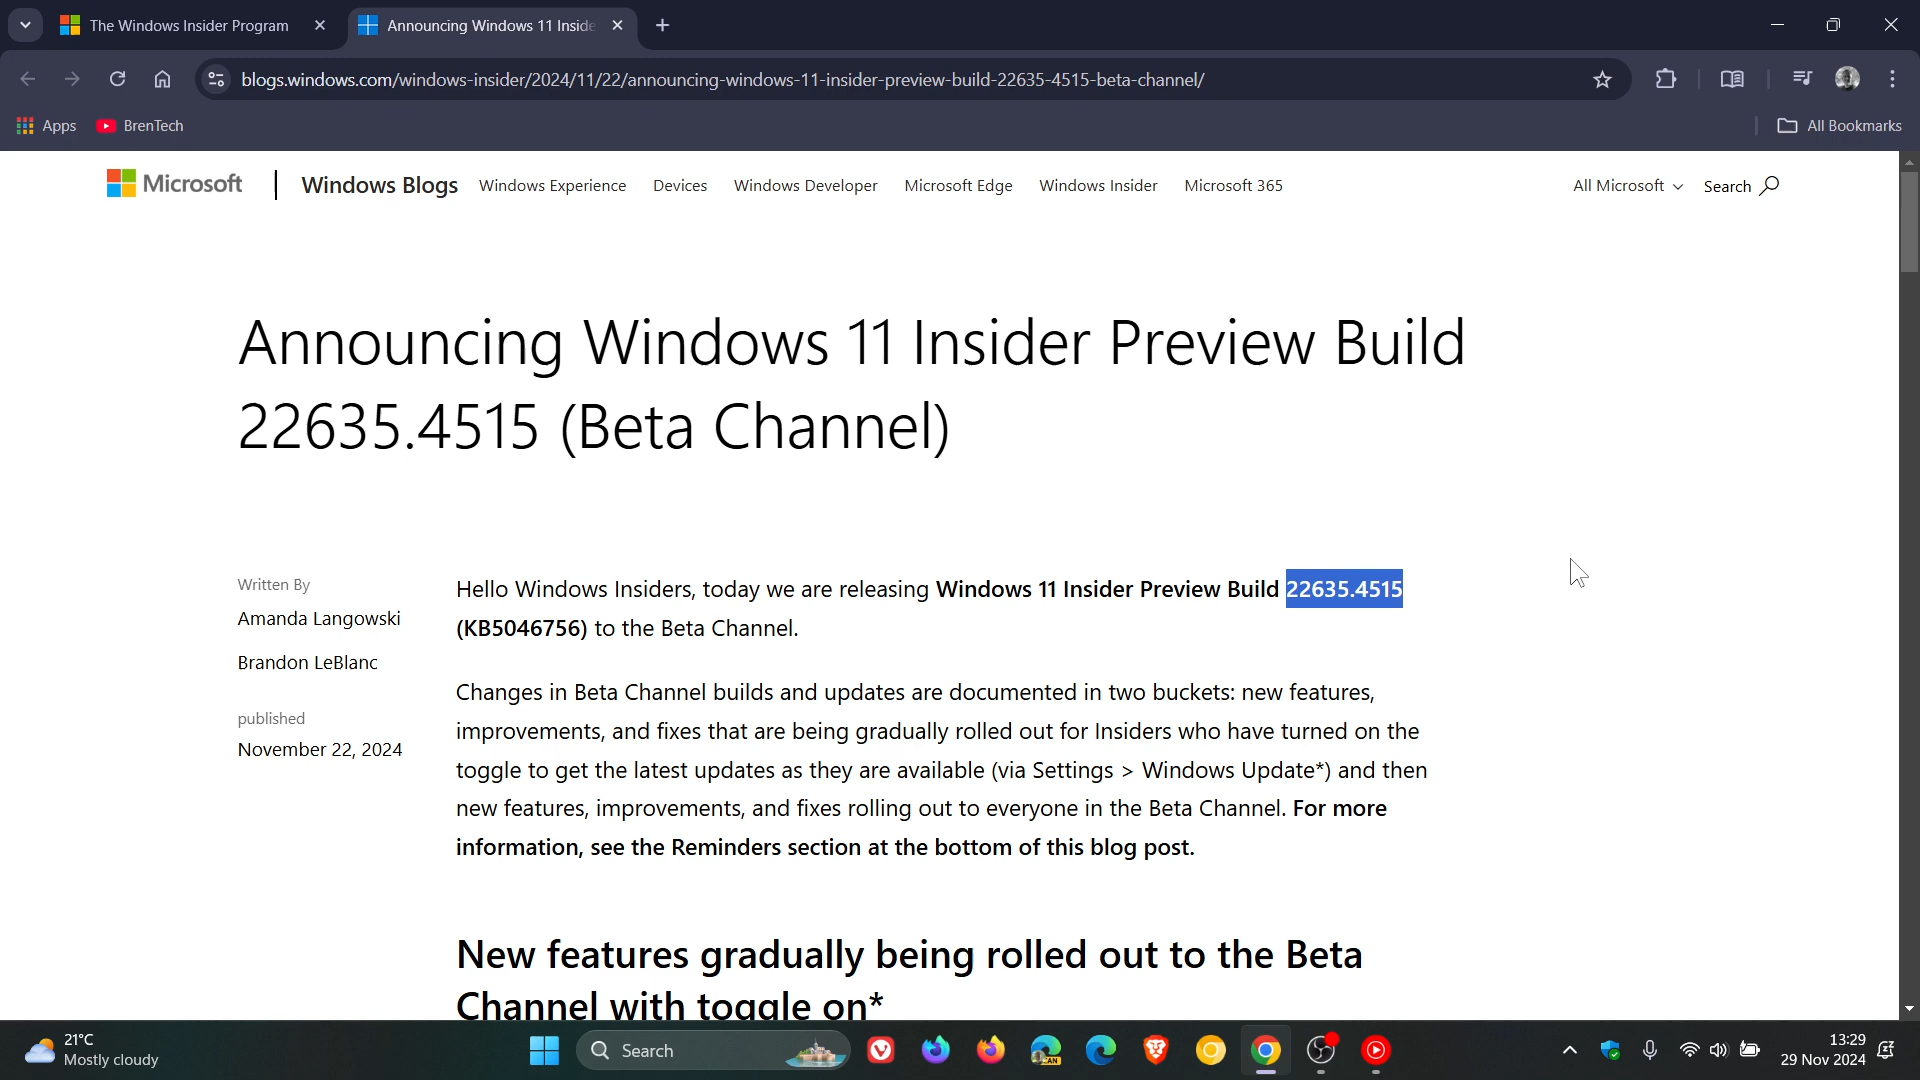 The Windows Insider Program
Announcing Windows 11 Inside
blogs.windows.com/windows-insider/2024/11/22/announcing-windows-11-insider-preview-build-22635-4515-beta-channel/
Apps
BrenTech
All Bookmarks
Microsoft
Windows Blogs
Windows Experience
Devices
Windows Developer
Microsoft Edge
Windows Insider
Microsoft 365
All Microsoft
Search
Announcing Windows 11 Insider Preview Build
22635.4515 (Beta Channel)
Written By
Amanda Langowski
Brandon LeBlanc
published
November 22, 2024
Hello Windows Insiders, today we are releasing Windows 11 Insider Preview Build 22635.4515
(KB5046756) to the Beta Channel.
Changes in Beta Channel builds and updates are documented in two buckets: new features,
improvements, and fixes that are being gradually rolled out for Insiders who have turned on the
toggle to get the latest updates as they are available (via Settings > Windows Update*) and then
new features, improvements, and fixes rolling out to everyone in the Beta Channel. For more
information, see the Reminders section at the bottom of this blog post.
New features gradually being rolled out to the Beta
Channel with toggle on*
21°C
Mostly cloudy
Search
CAN
13:29
29 Nov 2024